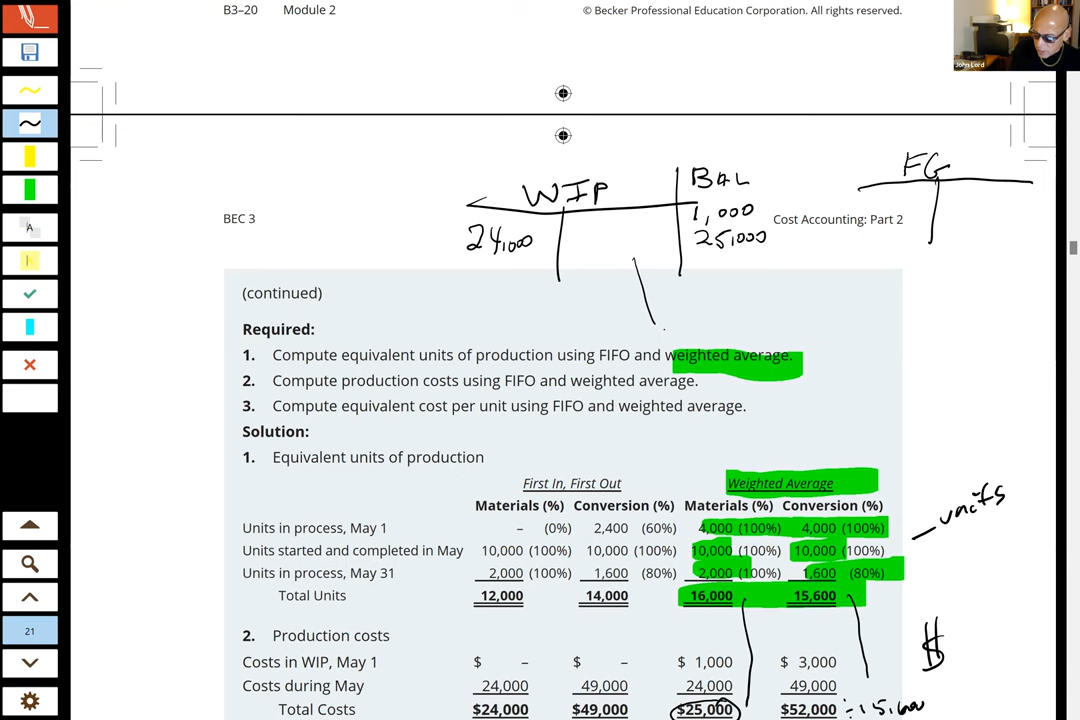 B3–20 Module 2 © Becker Professional Education Corporation. All rights reserved.
John Lord
WIP BAL FG
1,000
24,000 25,000
BEC 3 Cost Accounting: Part 2
(continued)
Required:
1. Compute equivalent units of production using FIFO and weighted average.
2. Compute production costs using FIFO and weighted average.
3. Compute equivalent cost per unit using FIFO and weighted average.
Solution:
1. Equivalent units of production
First In, First Out Weighted Average
Materials (%) Conversion (%) Materials (%) Conversion (%)
units
Units in process, May 1 – (0%) 2,400 (60%) 4,000 (100%) 4,000 (100%)
Units started and completed in May 10,000 (100%) 10,000 (100%) 10,000 (100%) 10,000 (100%)
Units in process, May 31 2,000 (100%) 1,600 (80%) 2,000 (100%) 1,600 (80%)
Total Units 12,000 14,000 16,000 15,600
21
2. Production costs
$
Costs in WIP, May 1 $ – $ – $ 1,000 $ 3,000
Costs during May 24,000 49,000 24,000 49,000
Total Costs $24,000 $49,000 $25,000 $52,000 ÷15,600
A